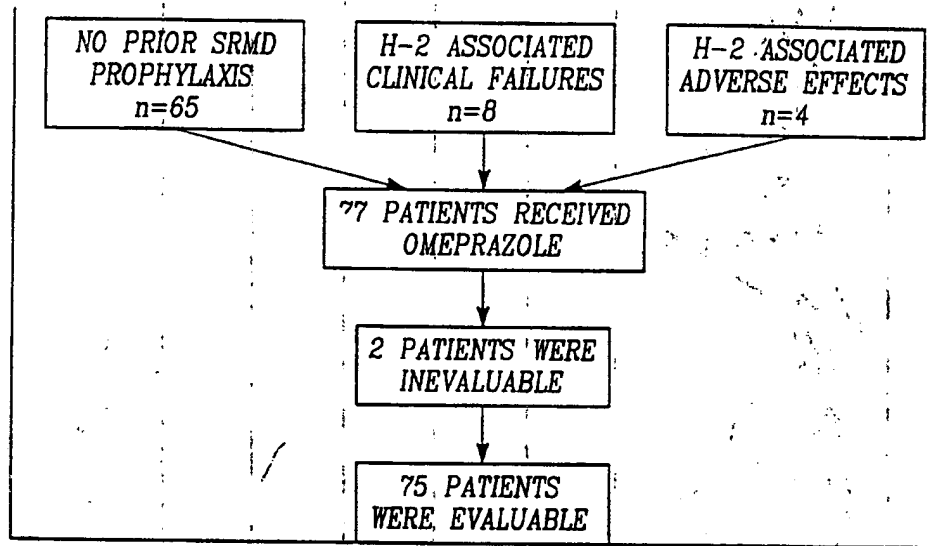 NO PRIOR SRMD
PROPHYLAXIS
n=65
H-2 ASSOCIATED
CLINICAL FAILURES
n=8
H-2 ASSOCIATED
ADVERSE EFFECTS
n=4
77 PATIENTS RECEIVED
OMEPRAZOLE
2 PATIENTS WERE
INEVALUABLE
75 PATIENTS
WERE EVALUABLE